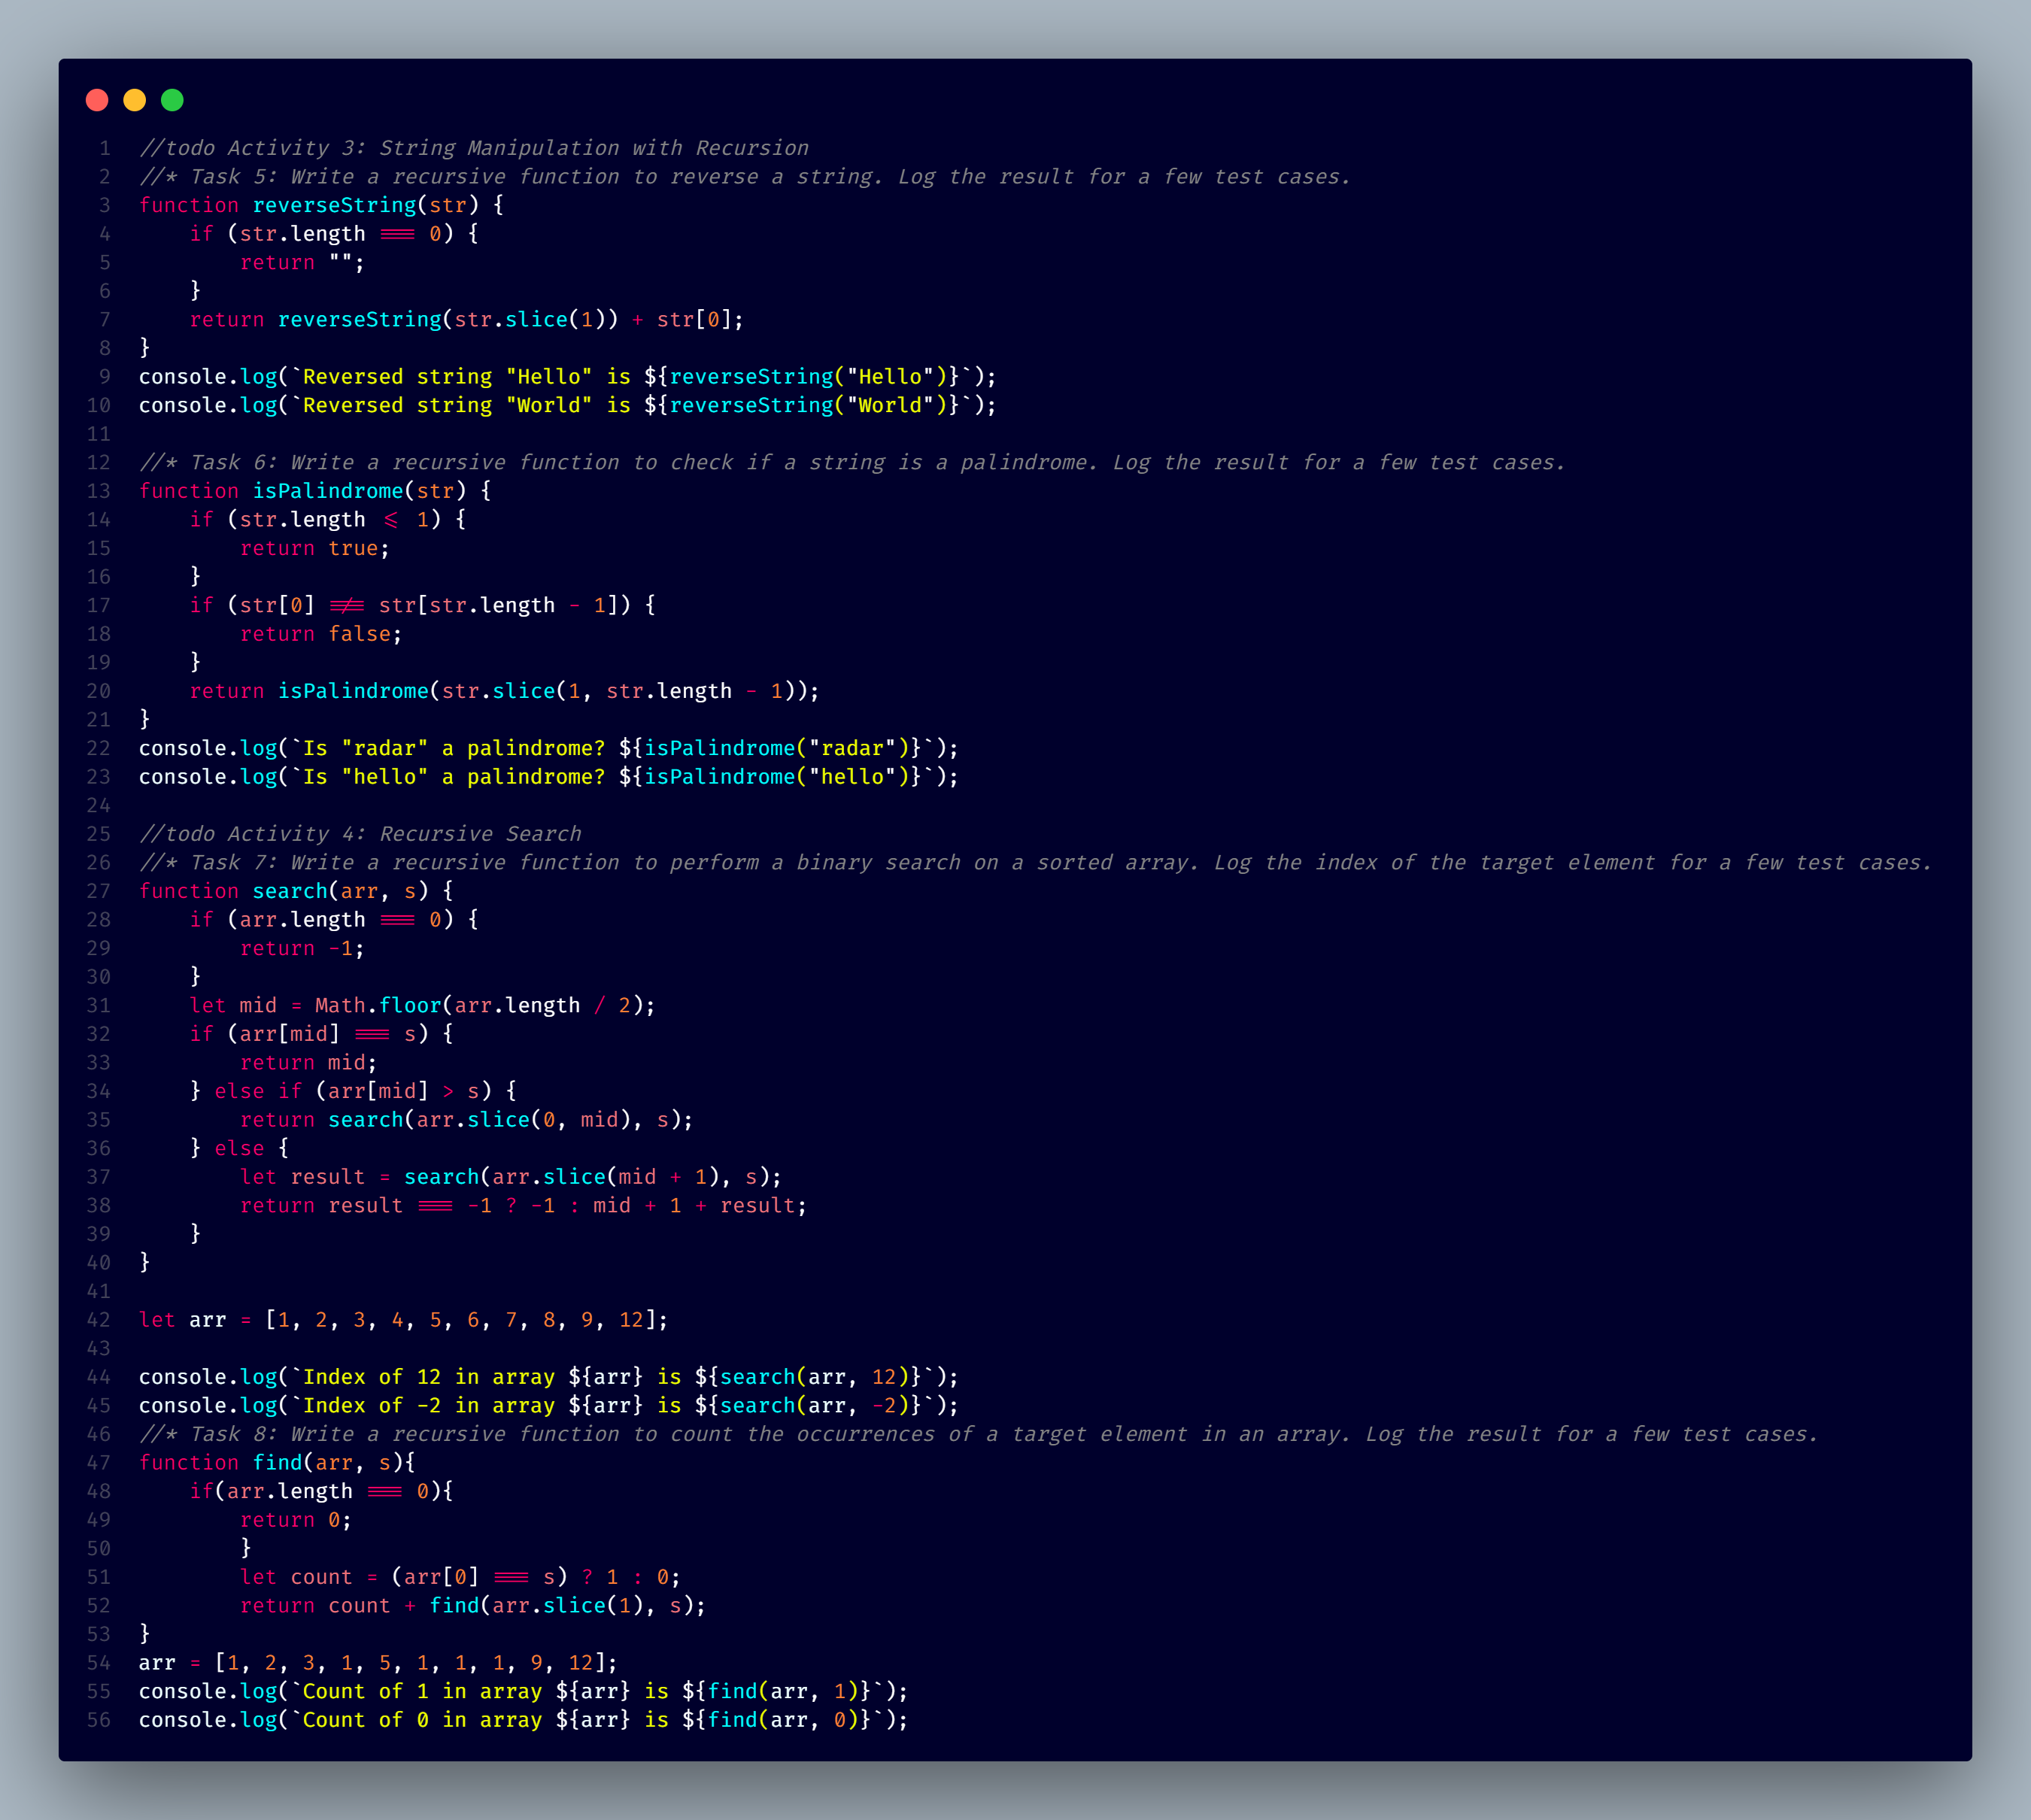 1 //todo Activity 3: String Manipulation with Recursion
2 //* Task 5: Write a recursive function to reverse a string. Log the result for a few test cases.
3 function reverseString(str) {
4     if (str.length === 0) {
5         return "";
6     }
7     return reverseString(str.slice(1)) + str[0];
8 }
9 console.log(`Reversed string "Hello" is ${reverseString("Hello")}`);
10 console.log(`Reversed string "World" is ${reverseString("World")}`);
11
12 //* Task 6: Write a recursive function to check if a string is a palindrome. Log the result for a few test cases.
13 function isPalindrome(str) {
14     if (str.length <= 1) {
15         return true;
16     }
17     if (str[0] !== str[str.length - 1]) {
18         return false;
19     }
20     return isPalindrome(str.slice(1, str.length - 1));
21 }
22 console.log(`Is "radar" a palindrome? ${isPalindrome("radar")}`);
23 console.log(`Is "hello" a palindrome? ${isPalindrome("hello")}`);
24
25 //todo Activity 4: Recursive Search
26 //* Task 7: Write a recursive function to perform a binary search on a sorted array. Log the index of the target element for a few test cases.
27 function search(arr, s) {
28     if (arr.length === 0) {
29         return -1;
30     }
31     let mid = Math.floor(arr.length / 2);
32     if (arr[mid] === s) {
33         return mid;
34     } else if (arr[mid] > s) {
35         return search(arr.slice(0, mid), s);
36     } else {
37         let result = search(arr.slice(mid + 1), s);
38         return result === -1 ? -1 : mid + 1 + result;
39     }
40 }
41
42 let arr = [1, 2, 3, 4, 5, 6, 7, 8, 9, 12];
43
44 console.log(`Index of 12 in array ${arr} is ${search(arr, 12)}`);
45 console.log(`Index of -2 in array ${arr} is ${search(arr, -2)}`);
46 //* Task 8: Write a recursive function to count the occurrences of a target element in an array. Log the result for a few test cases.
47 function find(arr, s){
48     if(arr.length === 0){
49         return 0;
50         }
51         let count = (arr[0] === s) ? 1 : 0;
52         return count + find(arr.slice(1), s);
53 }
54 arr = [1, 2, 3, 1, 5, 1, 1, 1, 9, 12];
55 console.log(`Count of 1 in array ${arr} is ${find(arr, 1)}`);
56 console.log(`Count of 0 in array ${arr} is ${find(arr, 0)}`);